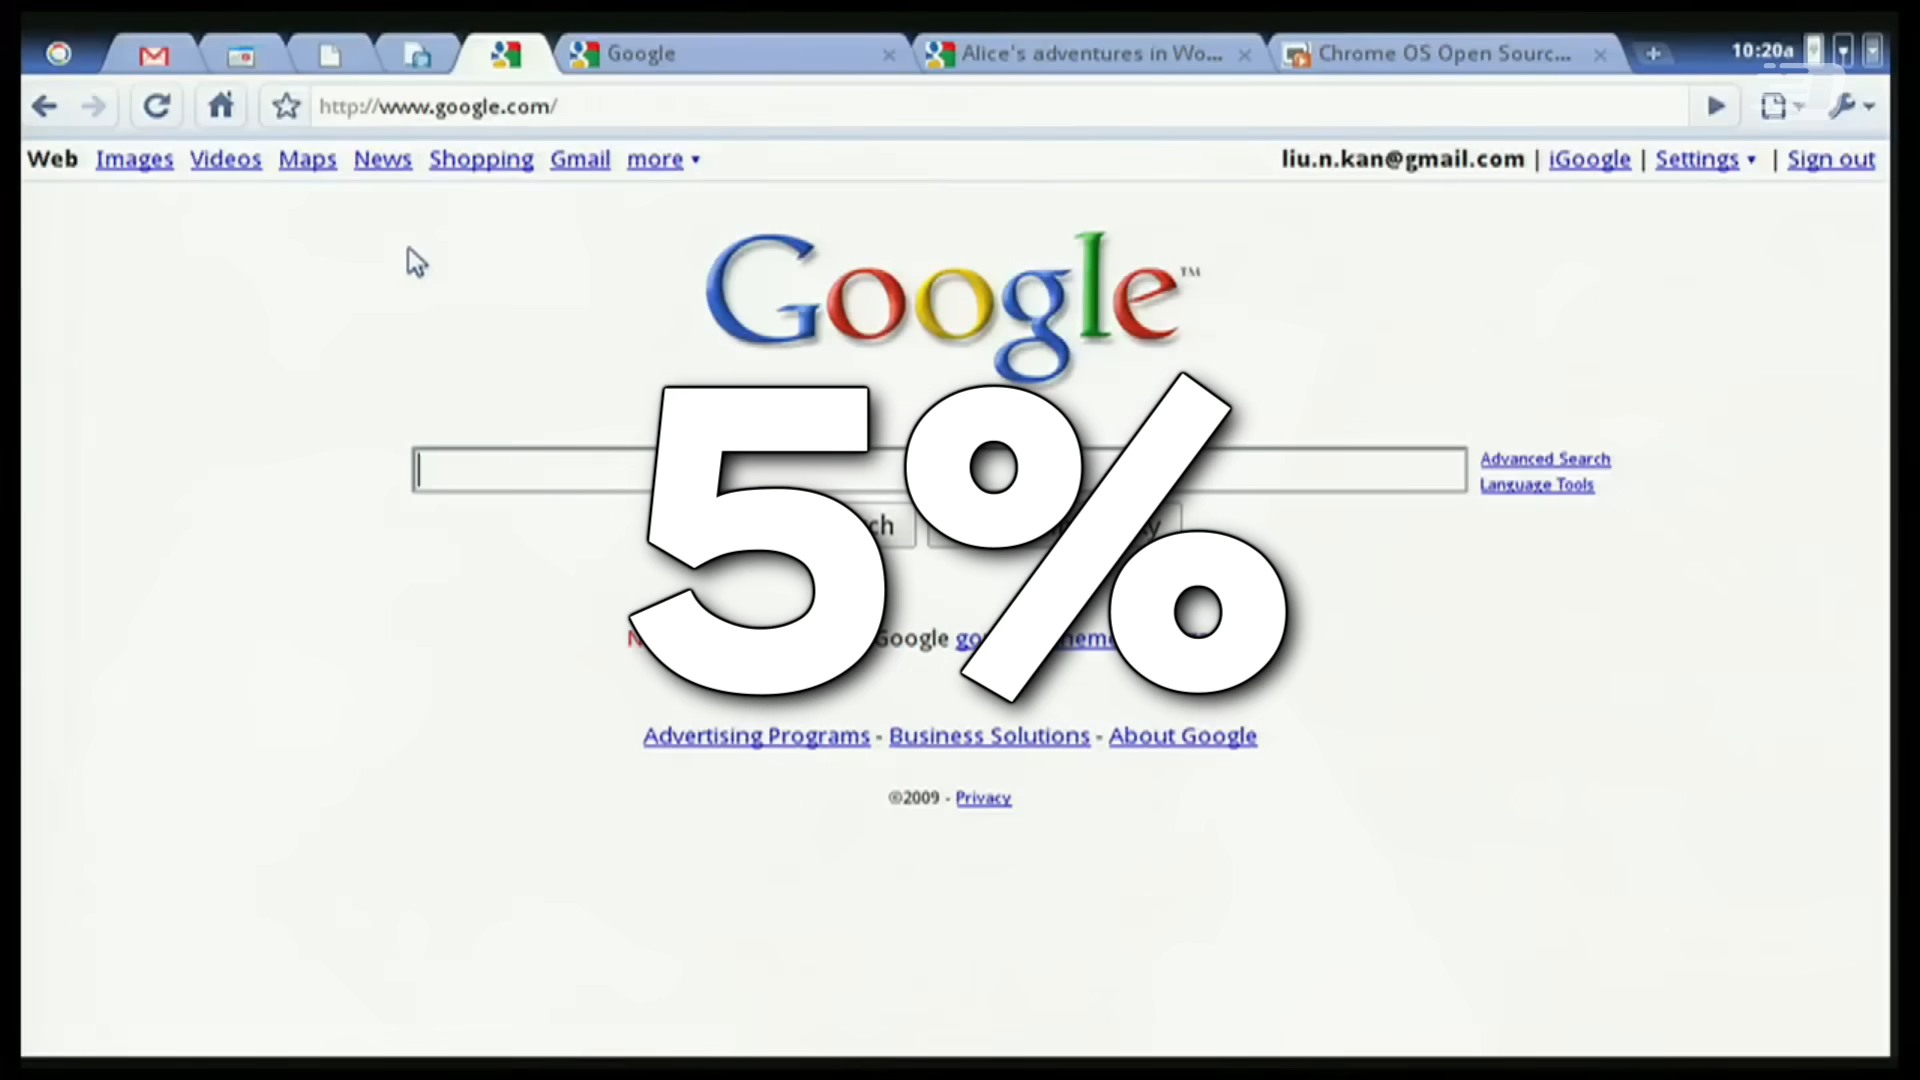 Google
Alice's adventures in Wo...
Chrome OS Open Sourc...
10:20a
http://www.google.com/
Web Images Videos Maps News Shopping Gmail more
liu.n.kan@gmail.com | iGoogle | Settings | Sign out
Google™
5%
Advanced Search
Language Tools
Google
Advertising Programs - Business Solutions - About Google
©2009 - Privacy